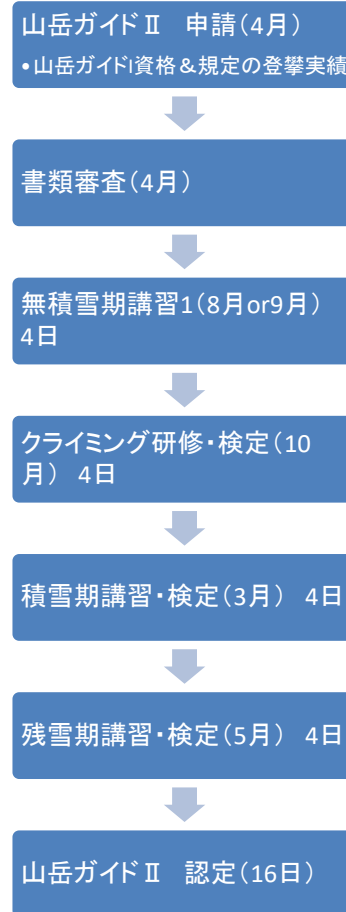 山岳ガイドⅡ　申請(4月)
•山岳ガイドⅠ資格&規定の登攀実績
書類審査(4月)
無積雪期講習1(8月or9月)
4日
クライミング研修・検定(10
月)　4日
積雪期講習・検定(3月)　4日
残雪期講習・検定(5月)　4日
山岳ガイドⅡ　認定(16日)